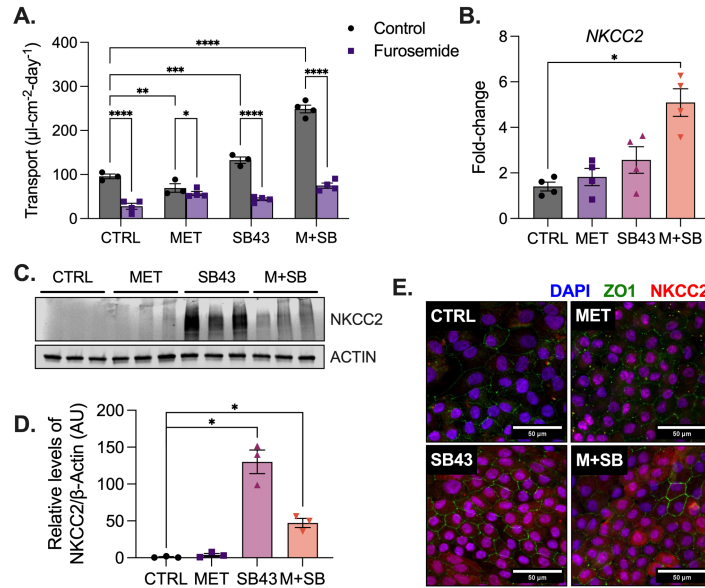 A.
Control
Furosemide
Transport (µl-cm⁻²-day⁻¹)
400
300
200
100
0
****
***
**
****
*
****
****
CTRL
MET
SB43
M+SB
B.
NKCC2
Fold-change
8
6
4
2
0
*
CTRL
MET
SB43
M+SB
C.
CTRL
MET
SB43
M+SB
NKCC2
ACTIN
D.
Relative levels of
NKCC2/β-Actin (AU)
200
150
100
50
0
*
*
CTRL
MET
SB43
M+SB
E.
DAPI ZO1 NKCC2
CTRL
50 µm
MET
50 µm
SB43
50 µm
M+SB
50 µm